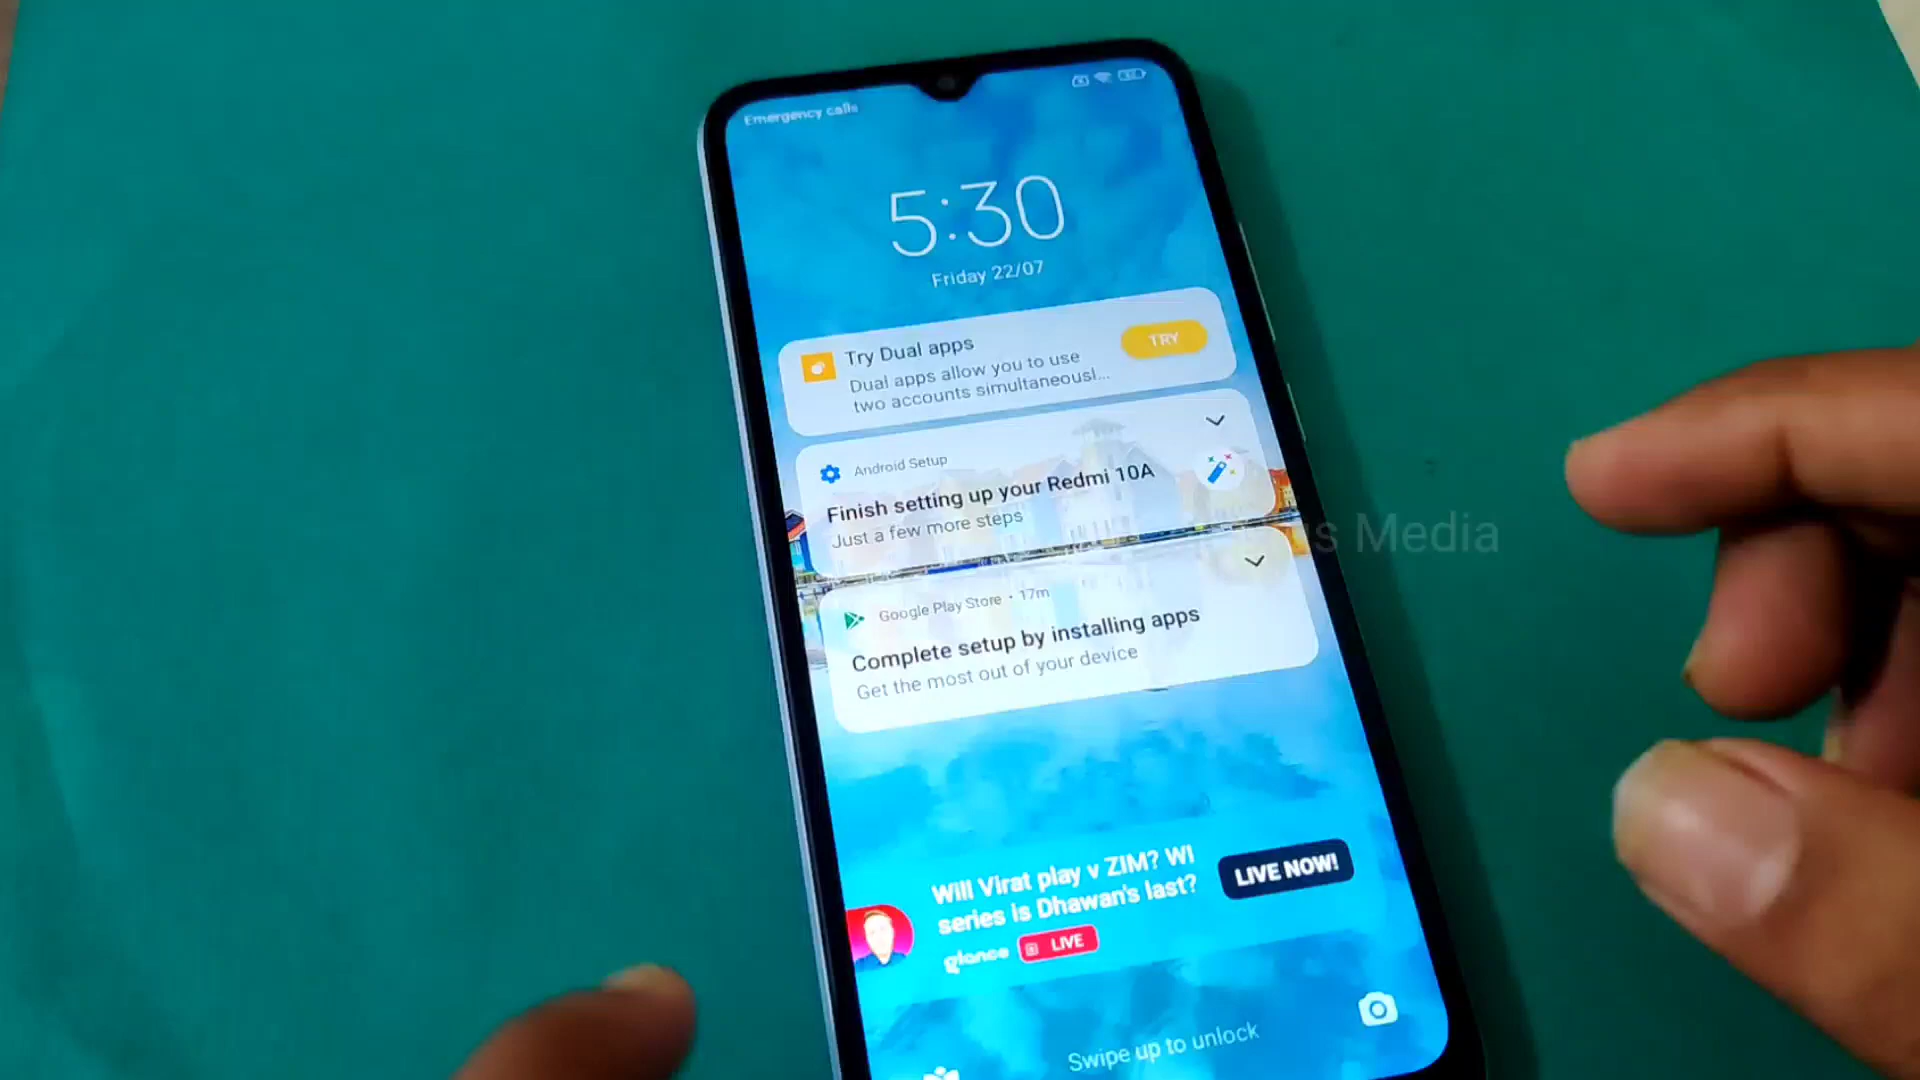 Emergency calls
5:30
Friday 22/07
Try Dual apps
Dual apps allow you to use
two accounts simultaneousl...
TRY
Android Setup
Finish setting up your Redmi 10A
Just a few more steps
Google Play Store • 17m
Complete setup by installing apps
Get the most out of your device
Media
Will Virat play v ZIM? WI
series is Dhawan's last?
LIVE NOW!
glance LIVE
Swipe up to unlock